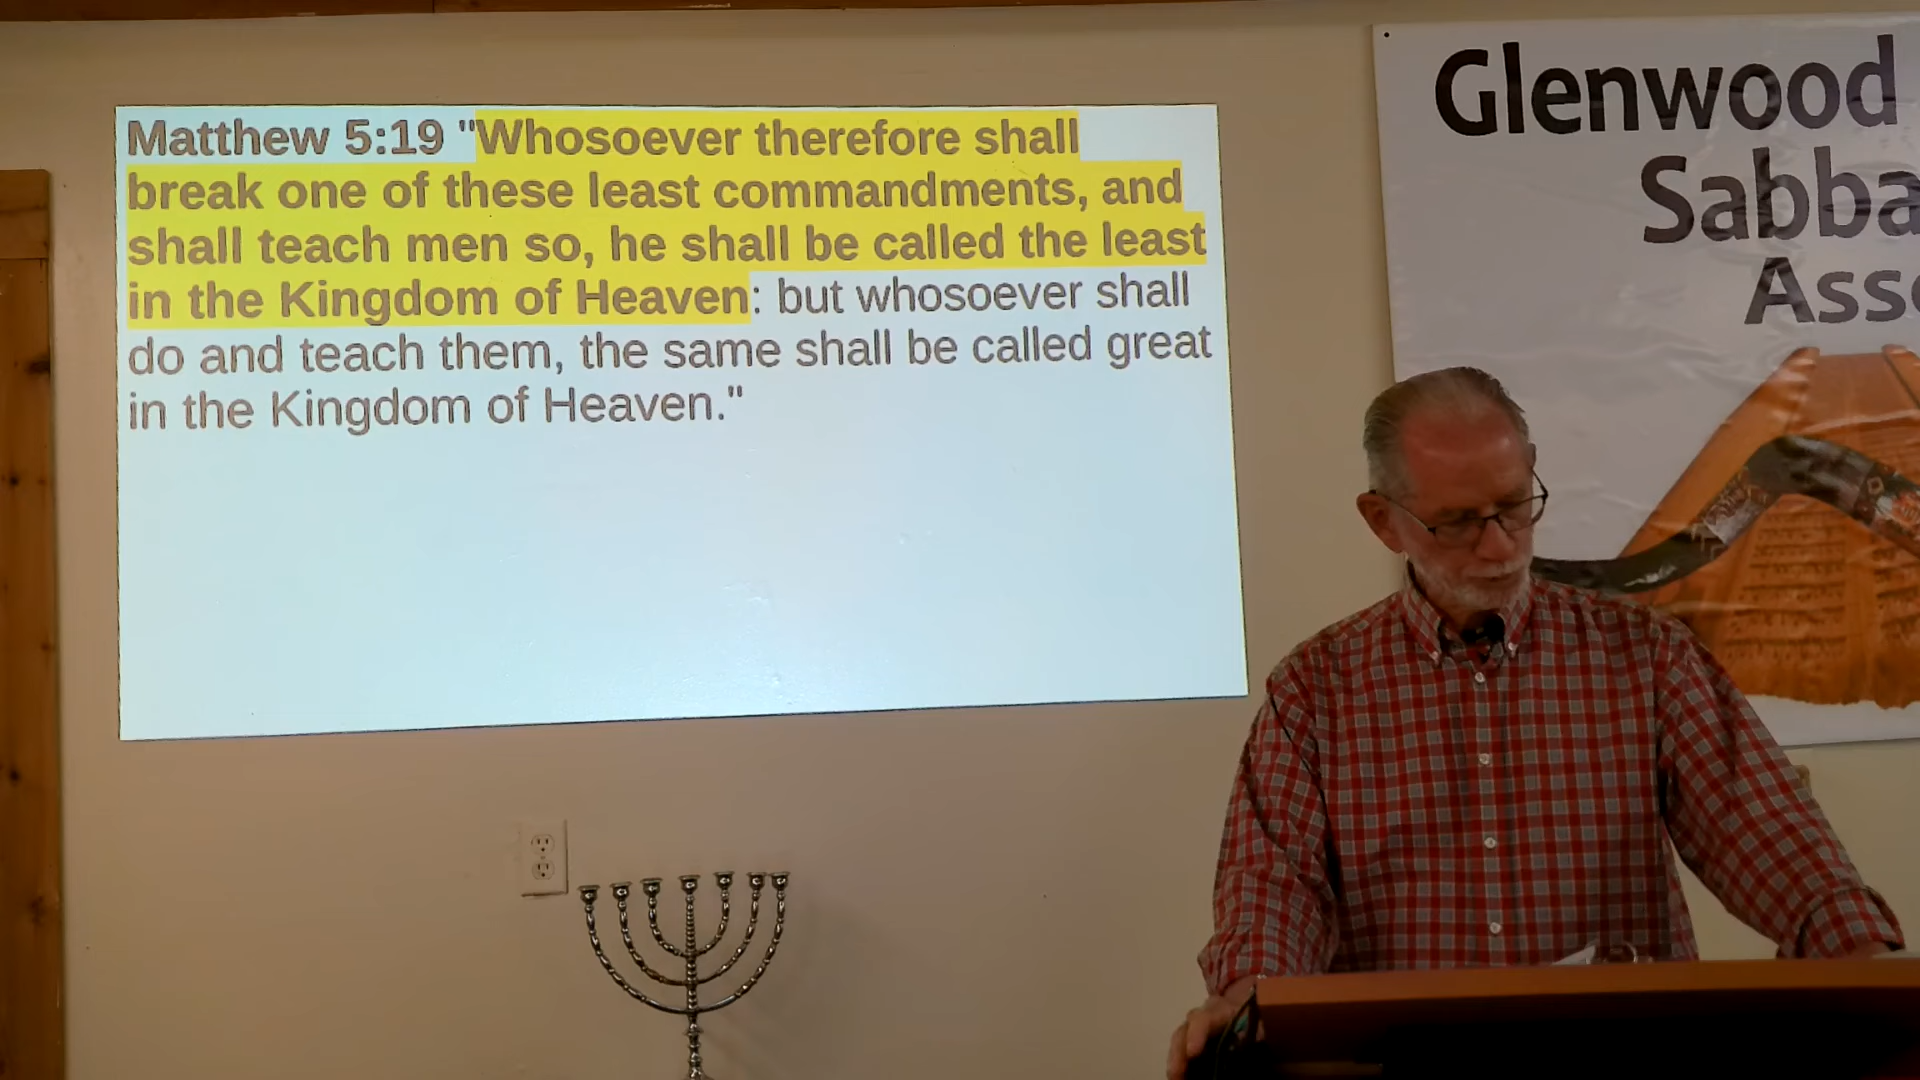 Matthew 5:19 "Whosoever therefore shall
break one of these least commandments, and
shall teach men so, he shall be called the least
in the Kingdom of Heaven: but whosoever shall
do and teach them, the same shall be called great
in the Kingdom of Heaven."
Glenwood
Sabba
Asse